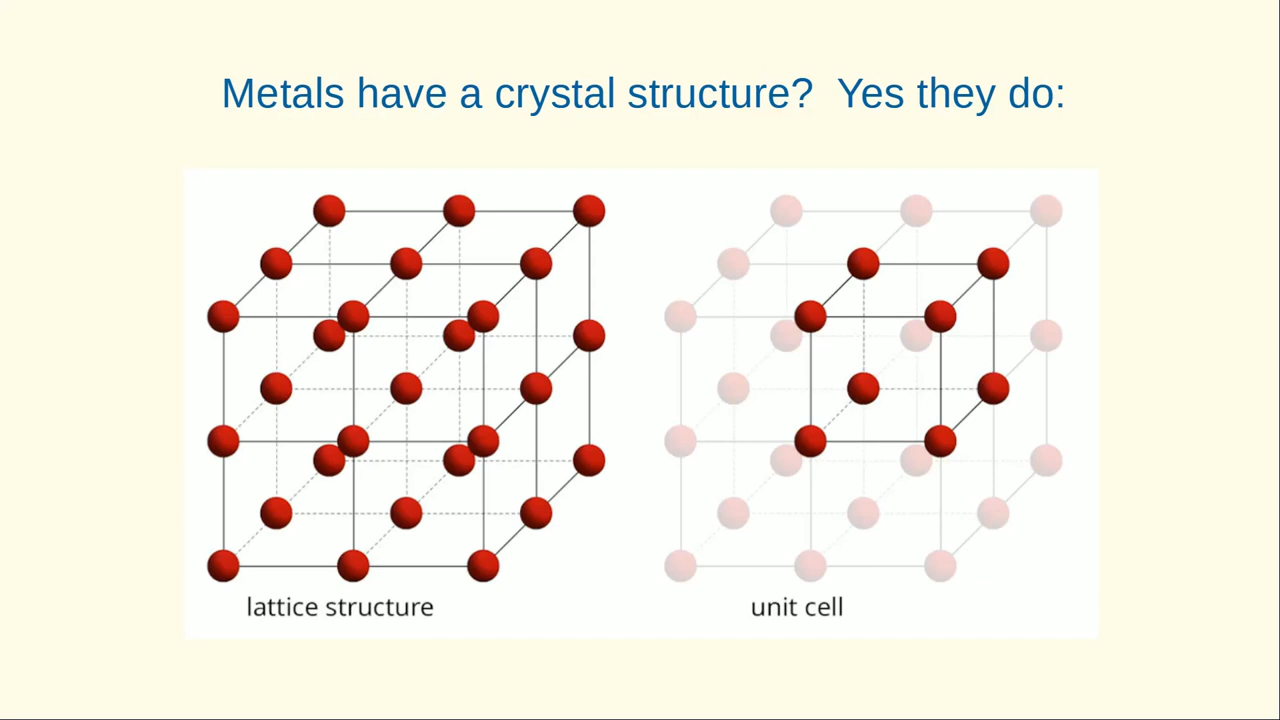 Metals have a crystal structure?  Yes they do:
lattice structure
unit cell